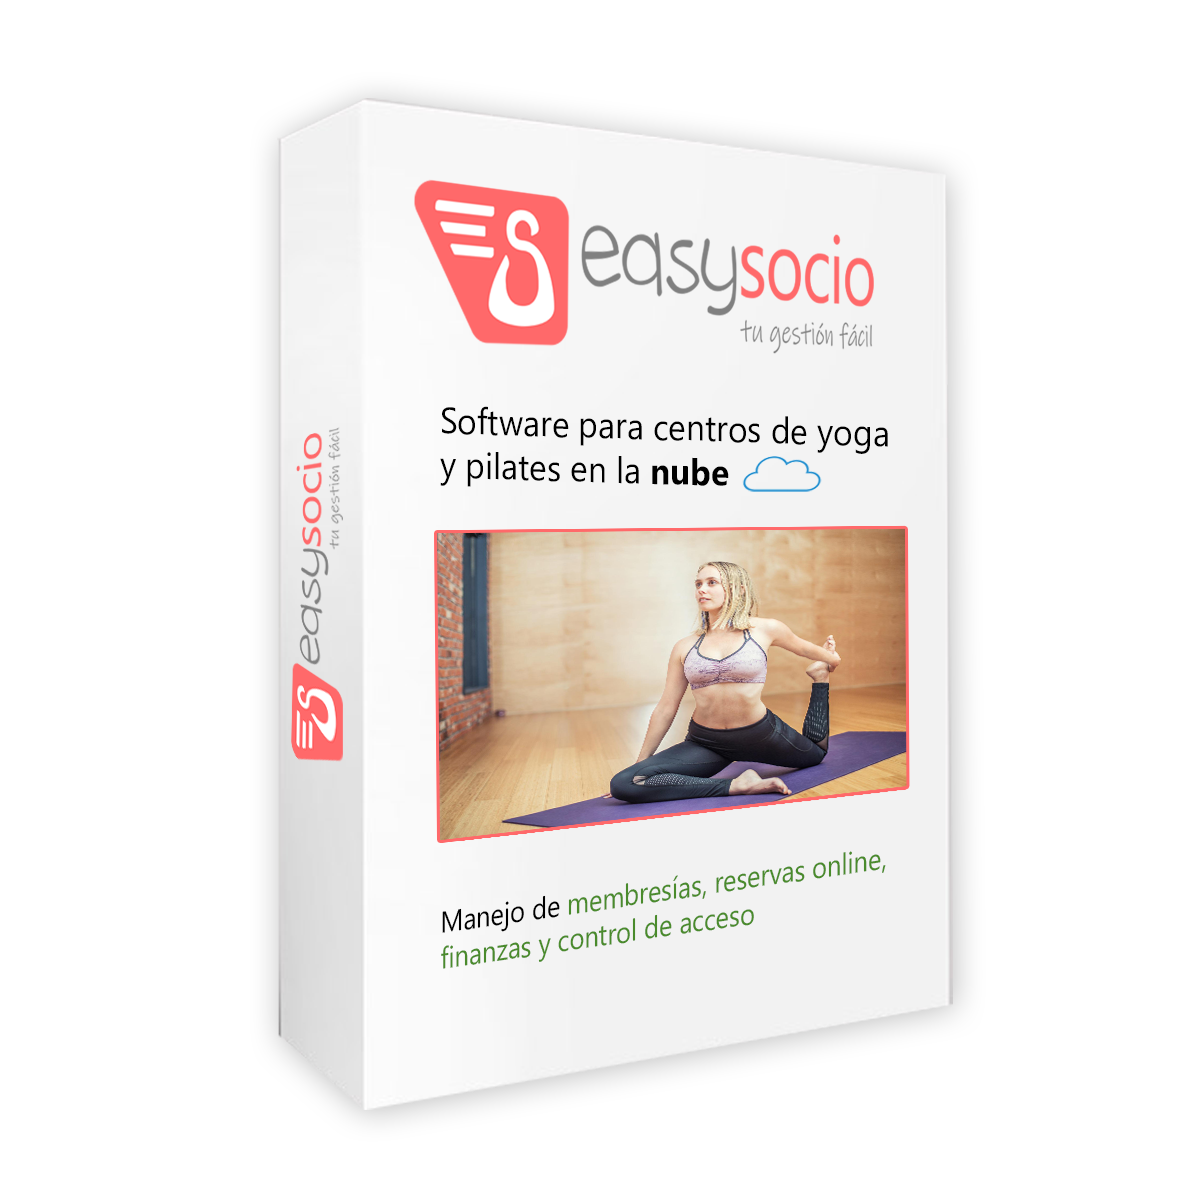 easysocio
tu gestión fácil
Software para centros de yoga
y pilates en la nube
Manejo de membresías, reservas online,
finanzas y control de acceso
easysocio
tu gestión fácil